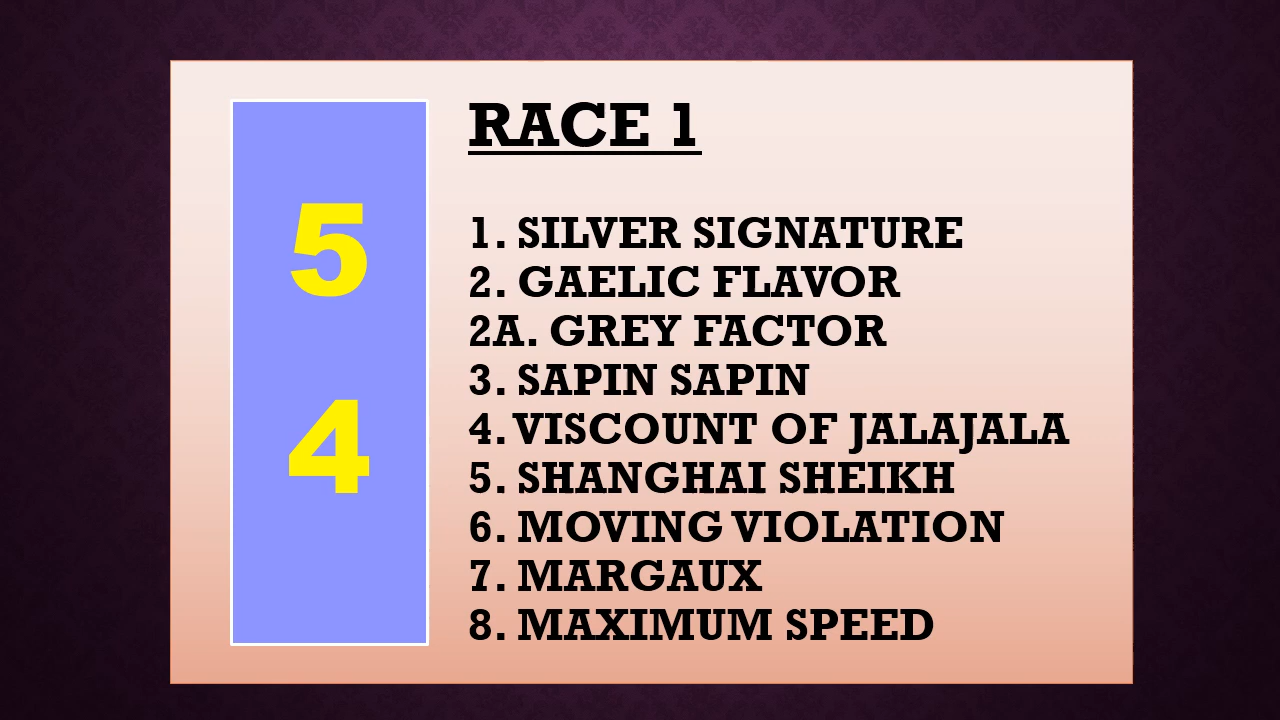 5
4
RACE 1
1. SILVER SIGNATURE
2. GAELIC FLAVOR
2A. GREY FACTOR
3. SAPIN SAPIN
4. VISCOUNT OF JALAJALA
5. SHANGHAI SHEIKH
6. MOVING VIOLATION
7. MARGAUX
8. MAXIMUM SPEED